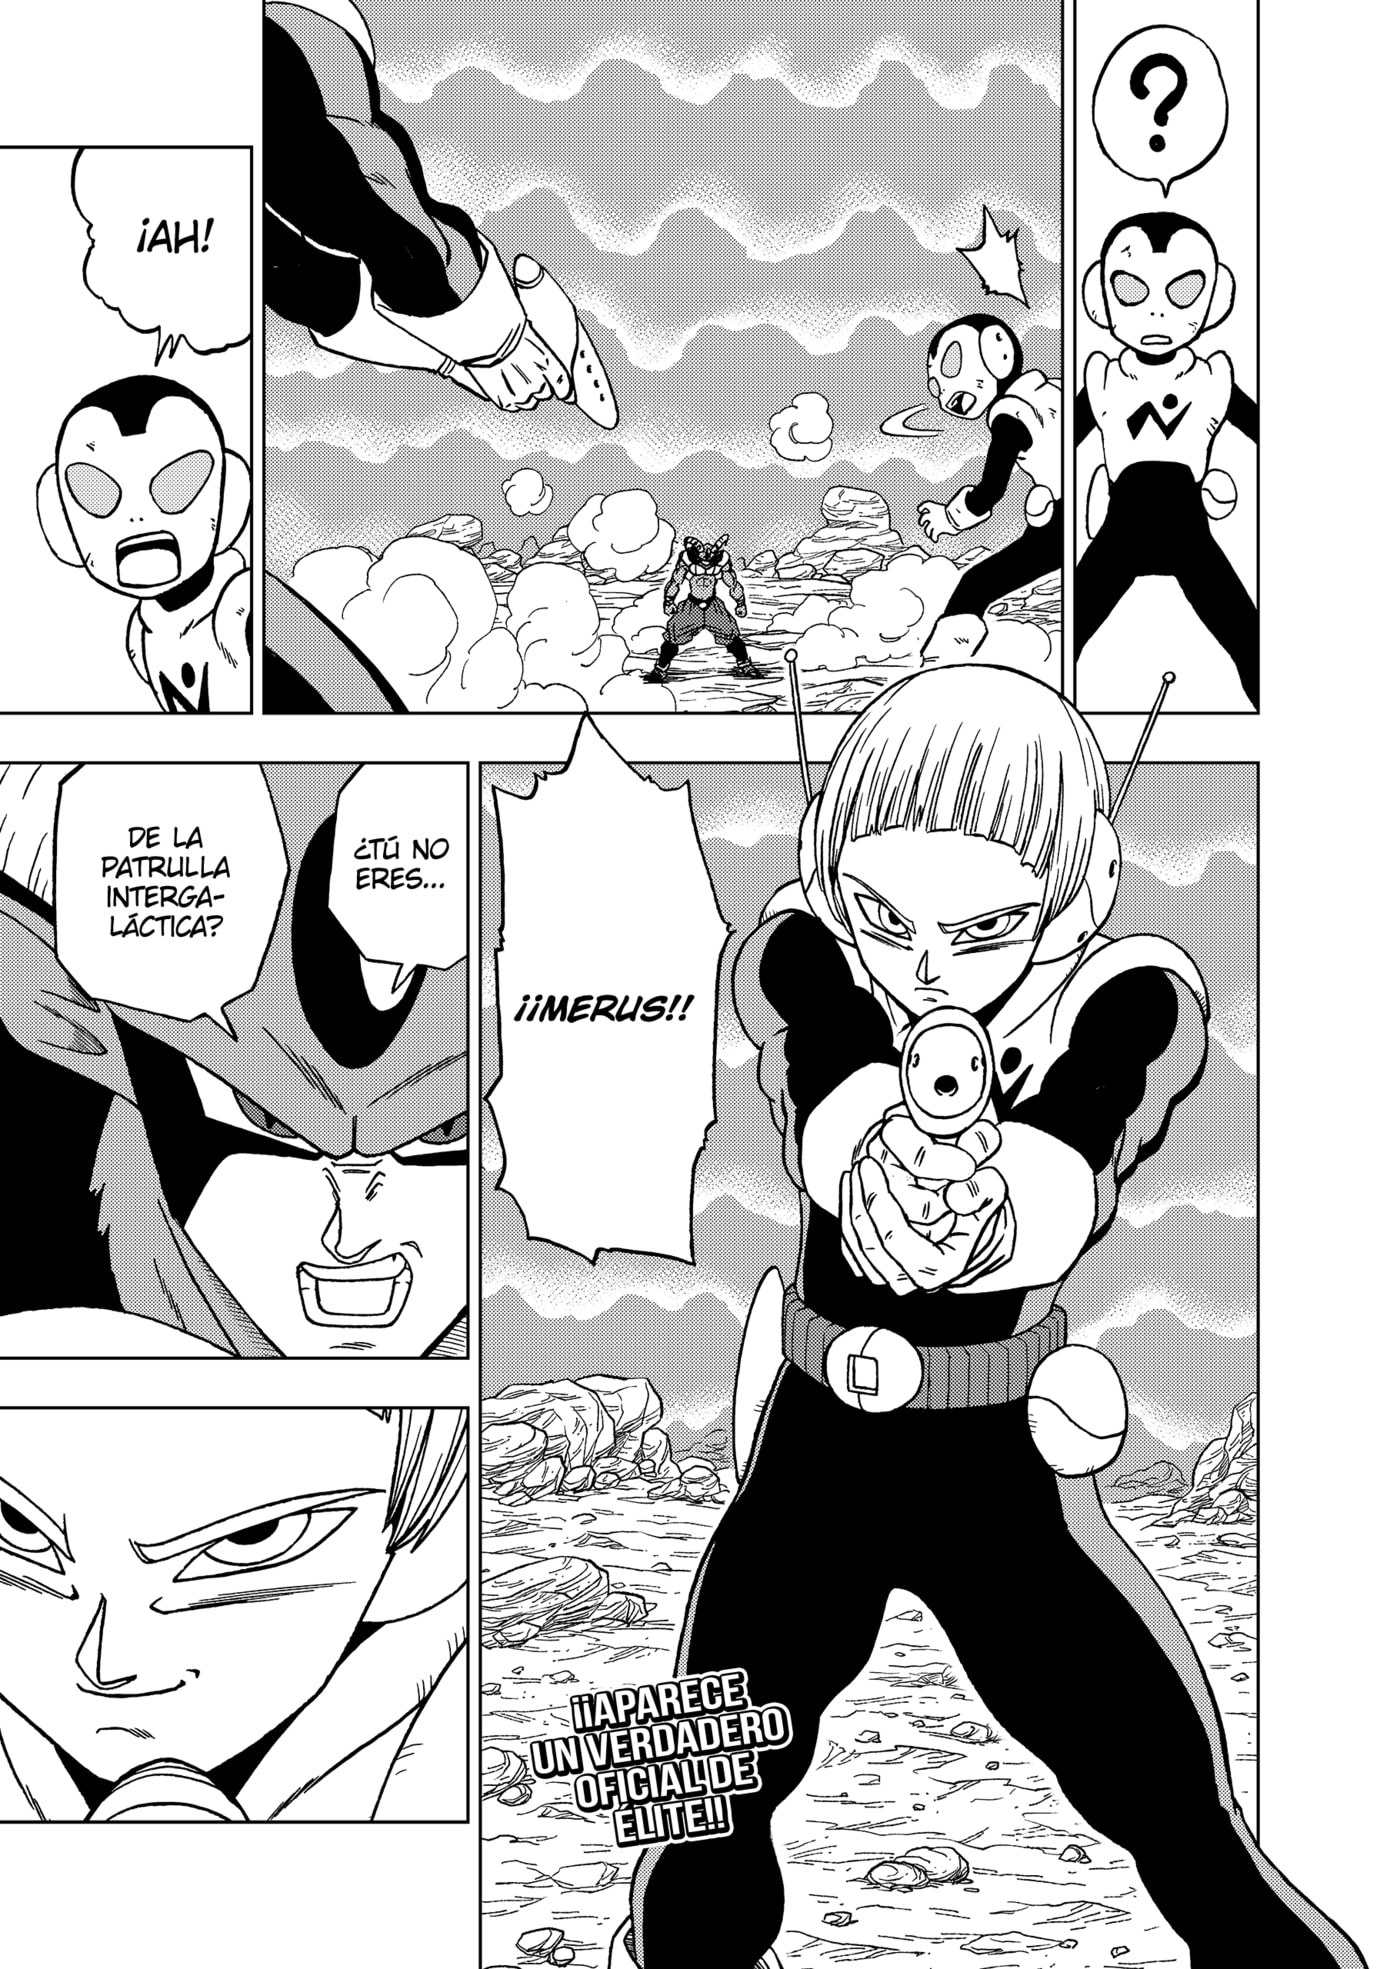 ?
¡AH!
¡¡MERUS!!
¿TÚ NO
ERES...
DE LA
PATRULLA
INTERGA-
LÁCTICA?
¡¡APARECE
UN VERDADERO
OFICIAL DE
ÉLITE!!